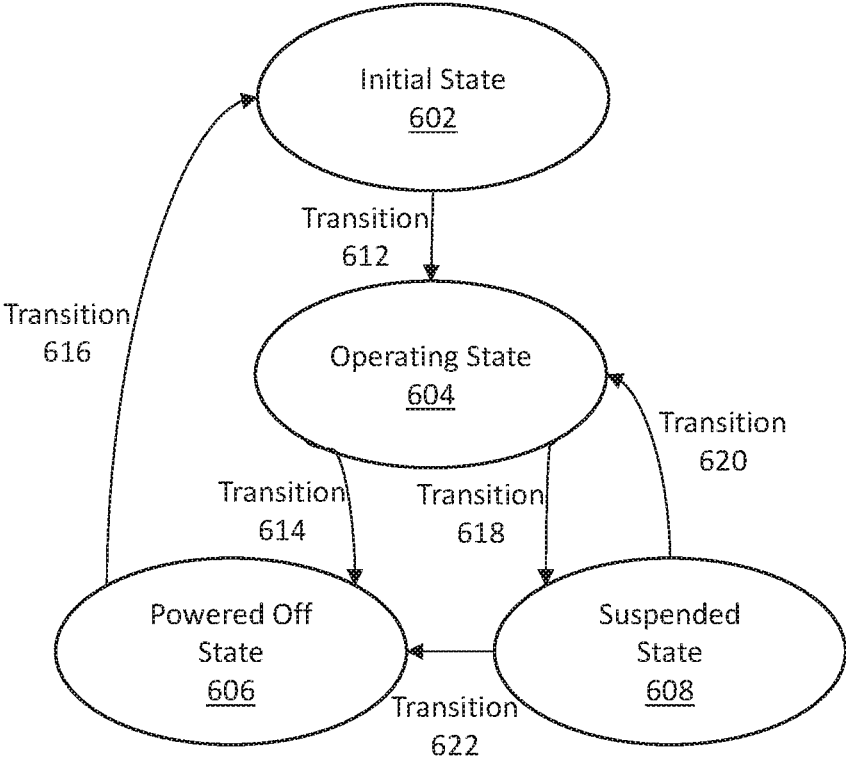 Initial State
602
Transition
612
Transition
616
Operating State
604
Transition
620
Transition
614
Transition
618
Powered Off
State
606
Suspended
State
608
Transition
622